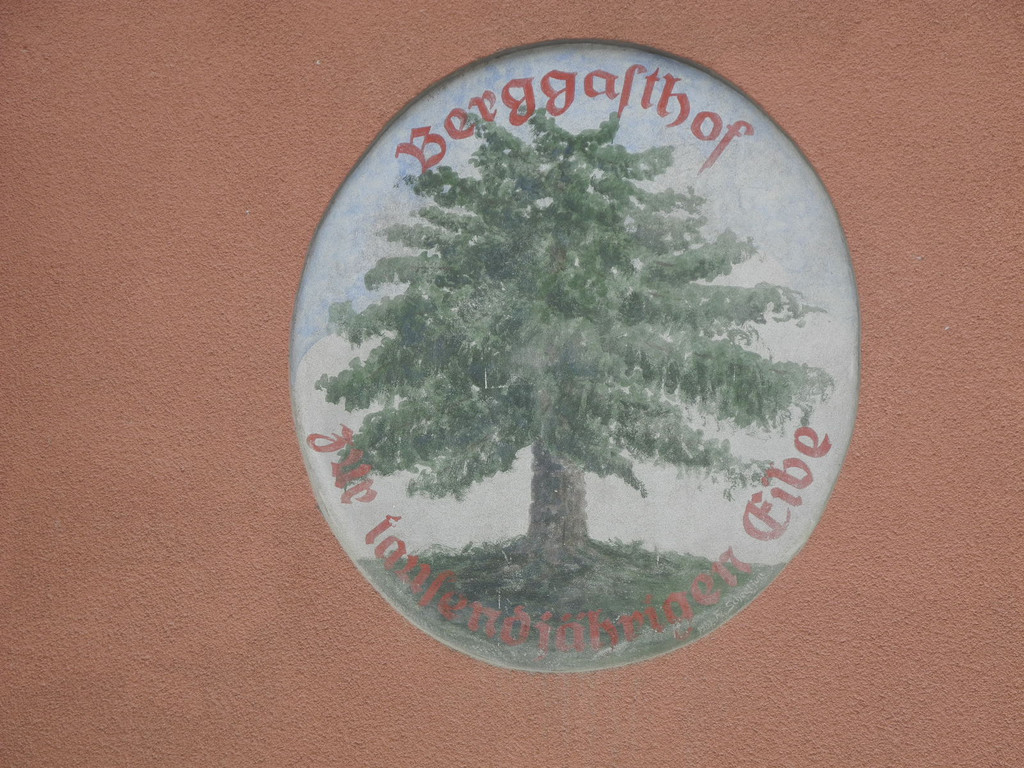 Berggasthof
zur tausendjährigen Eibe